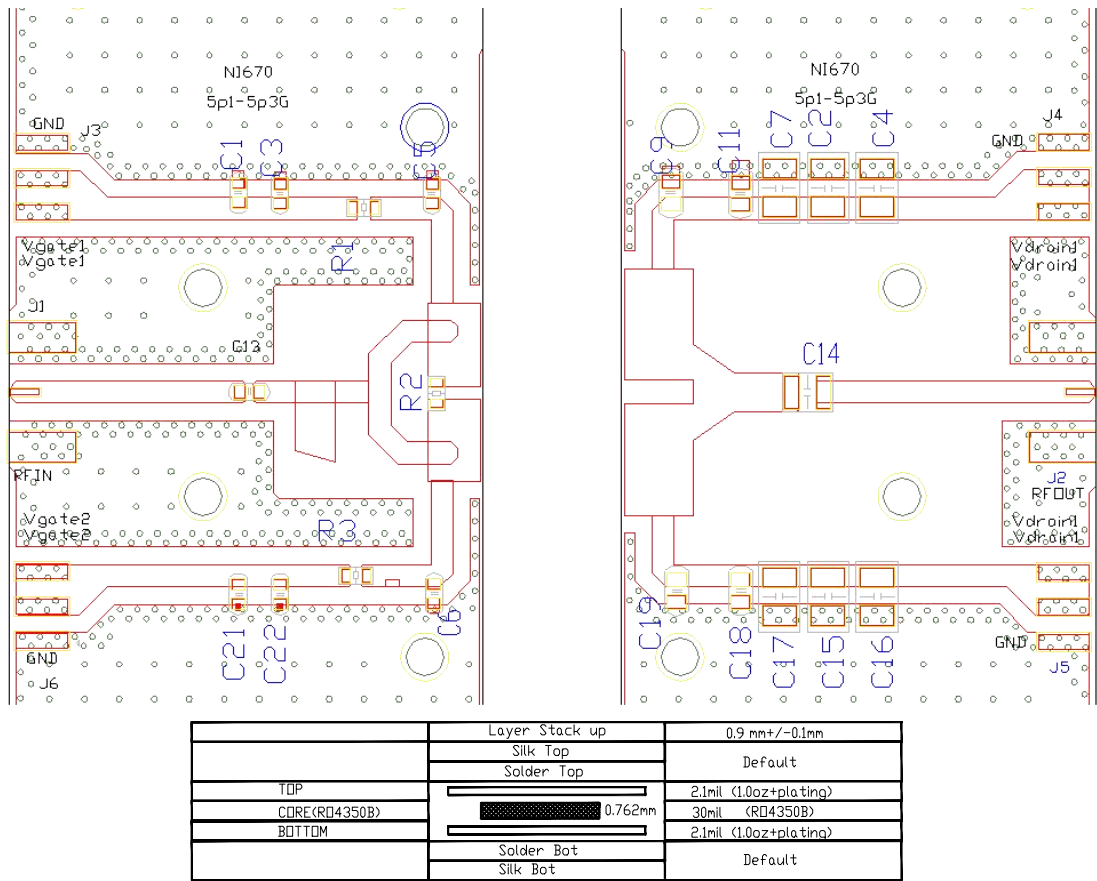 NI670
5p1-5p3G
GND
J3
C1
C3
C5
Vgate1
Vgate1
R1
J1
C13
R2
RFIN
Vgate2
Vgate2
R3
C21
C22
C6
GND
J6
NI670
5p1-5p3G
C9
C11
C7
C2
C4
J4
GND
Vdrain1
Vdrain1
C14
J2
RFOUT
Vdrain1
Vdrain1
C19
C18
C17
C15
C16
GND
J5
Layer Stack up
0.9 mm+/-0.1mm
Silk Top
Default
Solder Top
TOP
2.1mil (1.0oz+plating)
CORE(RO4350B)
0.762mm
30mil (RO4350B)
BOTTOM
2.1mil (1.0oz+plating)
Solder Bot
Default
Silk Bot